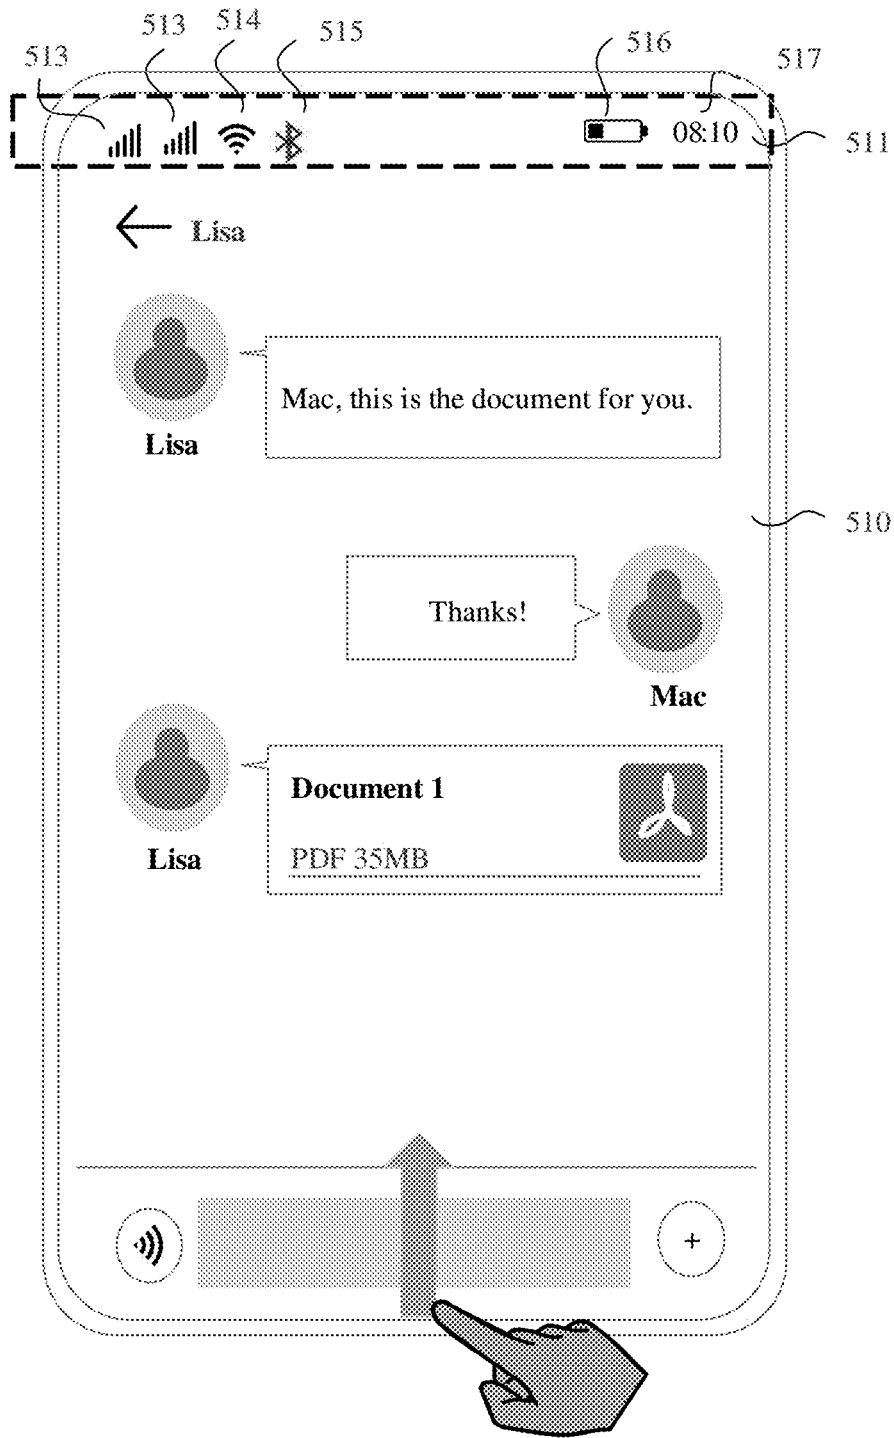 513
513
514
515
516
517
08:10
511
Lisa
Mac, this is the document for you.
Lisa
510
Thanks!
Mac
Document 1
PDF 35MB
Lisa
+